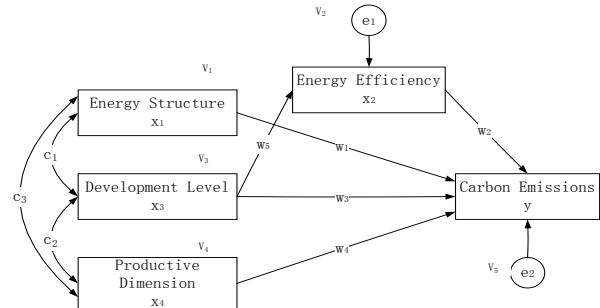 V₂
e₁
V₁
Energy Efficiency
x₂
Energy Structure
x₁
w₂
c₁
w₅
w₁
V₃
Development Level
x₃
c₃
w₃
Carbon Emissions
y
c₂
V₄
w₄
Productive
Dimension
x₄
V₅
e₂